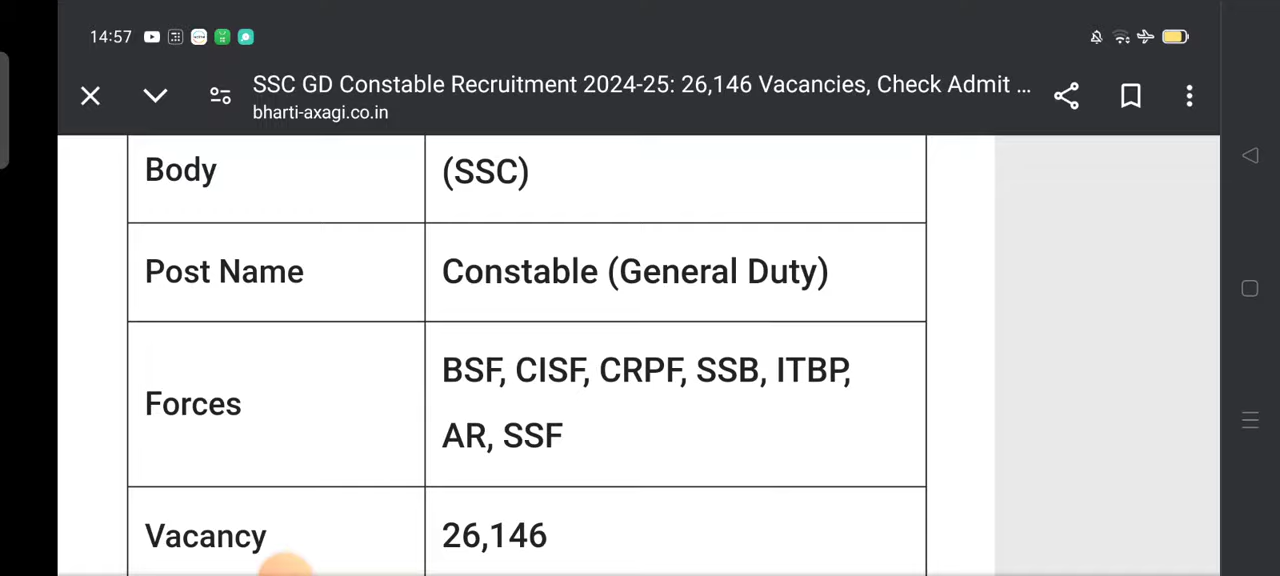 14:57
SSC GD Constable Recruitment 2024-25: 26,146 Vacancies, Check Admit ...
bharti-axagi.co.in
Body
(SSC)
Post Name
Constable (General Duty)
Forces
BSF, CISF, CRPF, SSB, ITBP,
AR, SSF
Vacancy
26,146